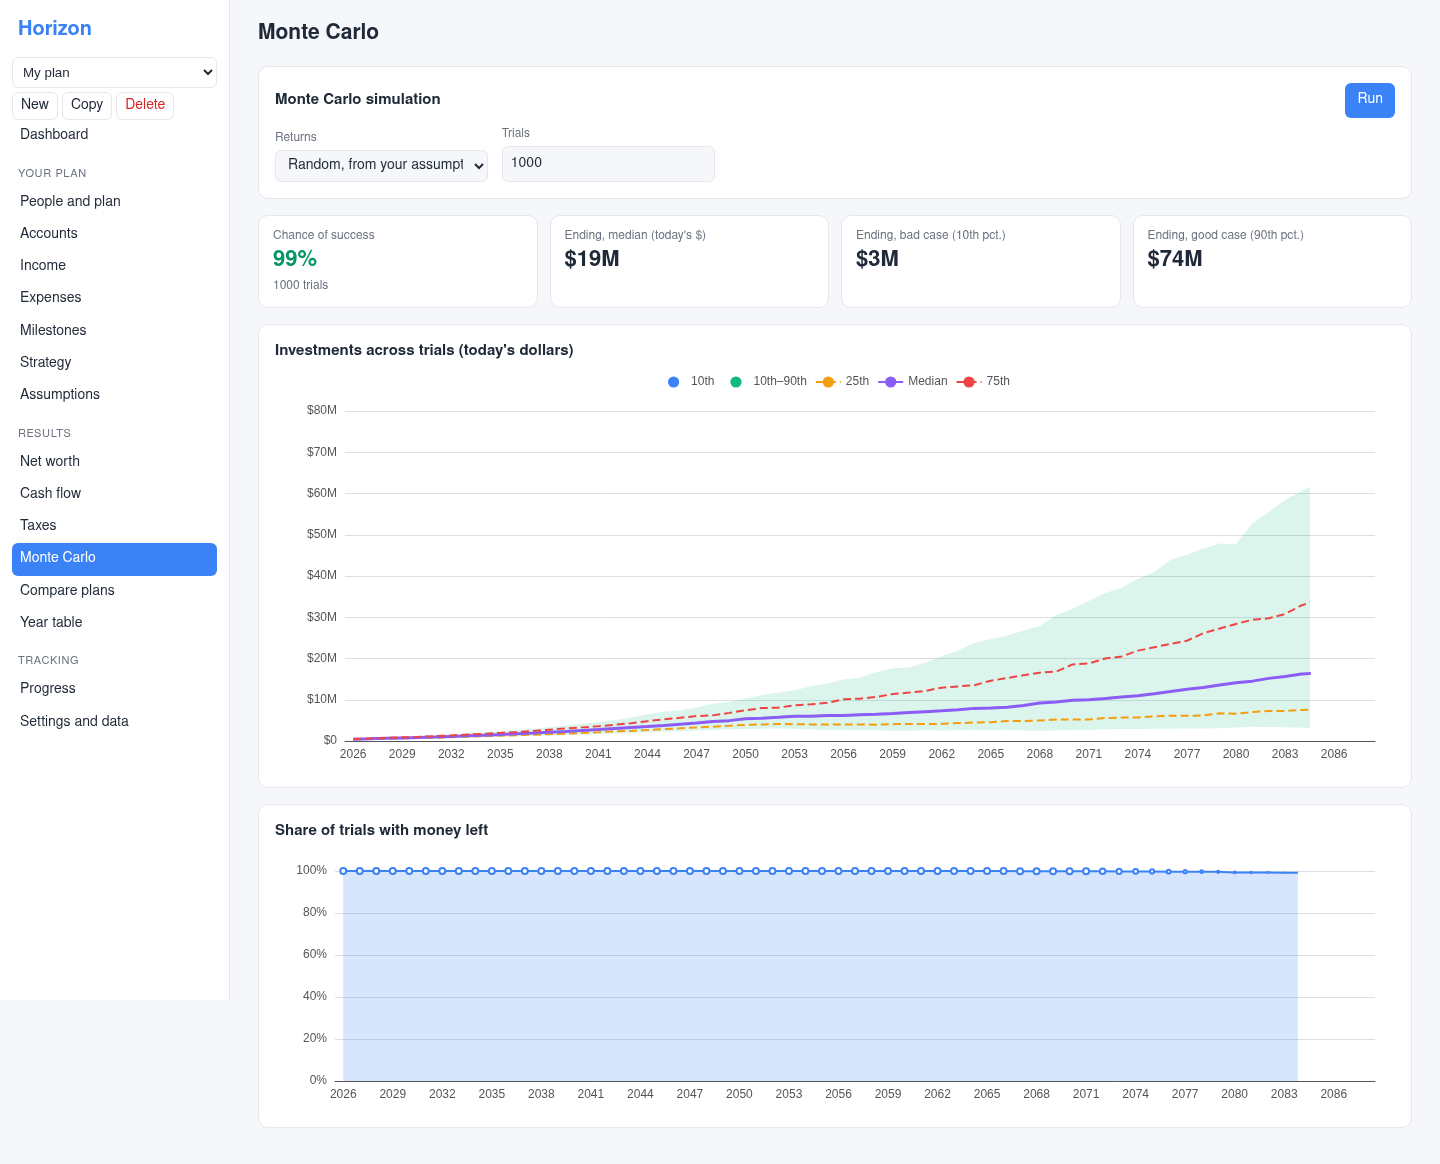 Horizon
My plan
New Copy Delete
Dashboard
YOUR PLAN
People and plan
Accounts
Income
Expenses
Milestones
Strategy
Assumptions
RESULTS
Net worth
Cash flow
Taxes
Monte Carlo
Compare plans
Year table
TRACKING
Progress
Settings and data
Monte Carlo
Monte Carlo simulation
Run
Returns
Random, from your assumpt
Trials
1000
Chance of success
99%
1000 trials
Ending, median (today's $)
$19M
Ending, bad case (10th pct.)
$3M
Ending, good case (90th pct.)
$74M
Investments across trials (today's dollars)
10th 10th–90th 25th Median 75th
$80M
$70M
$60M
$50M
$40M
$30M
$20M
$10M
$0
2026 2029 2032 2035 2038 2041 2044 2047 2050 2053 2056 2059 2062 2065 2068 2071 2074 2077 2080 2083 2086
Share of trials with money left
100%
80%
60%
40%
20%
0%
2026 2029 2032 2035 2038 2041 2044 2047 2050 2053 2056 2059 2062 2065 2068 2071 2074 2077 2080 2083 2086